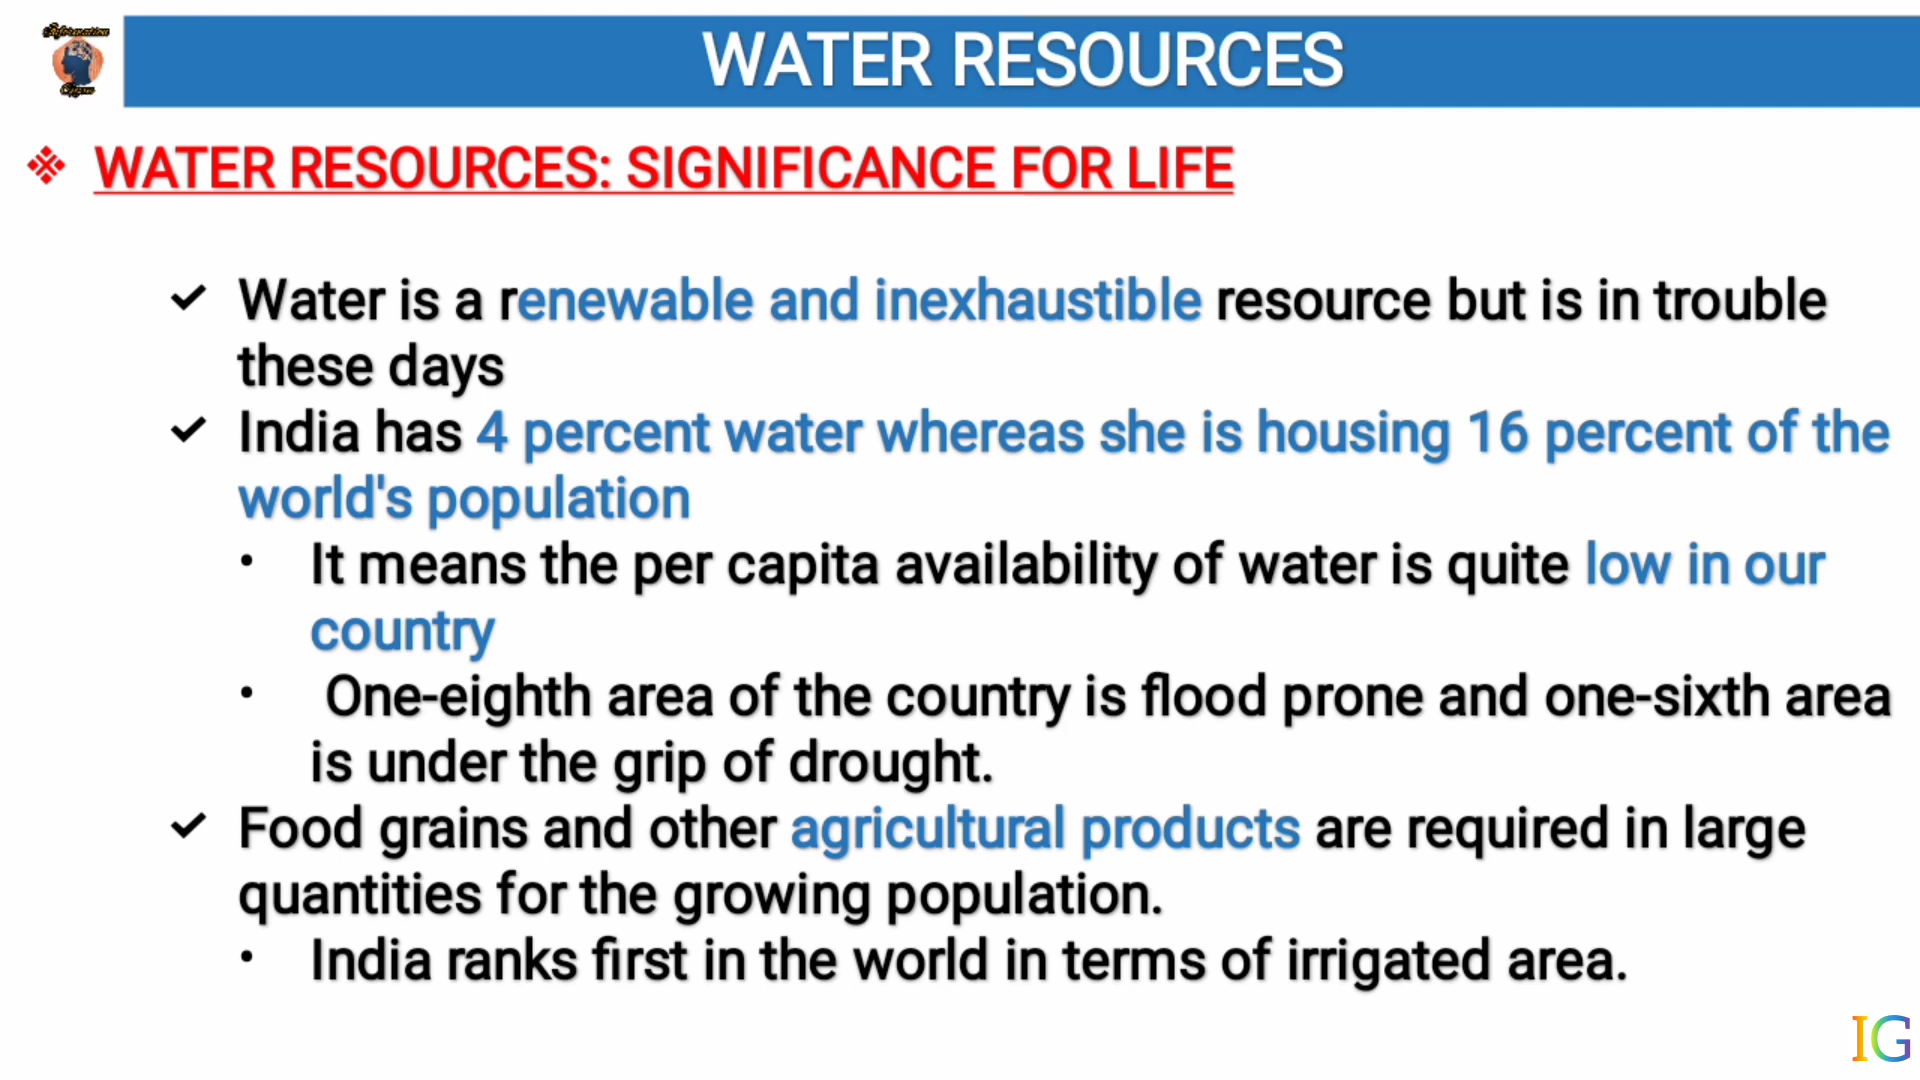 WATER RESOURCES
WATER RESOURCES: SIGNIFICANCE FOR LIFE
Water is a renewable and inexhaustible resource but is in trouble
these days
India has 4 percent water whereas she is housing 16 percent of the
world's population
It means the per capita availability of water is quite low in our
country
One-eighth area of the country is flood prone and one-sixth area
is under the grip of drought.
Food grains and other agricultural products are required in large
quantities for the growing population.
India ranks first in the world in terms of irrigated area.
IG